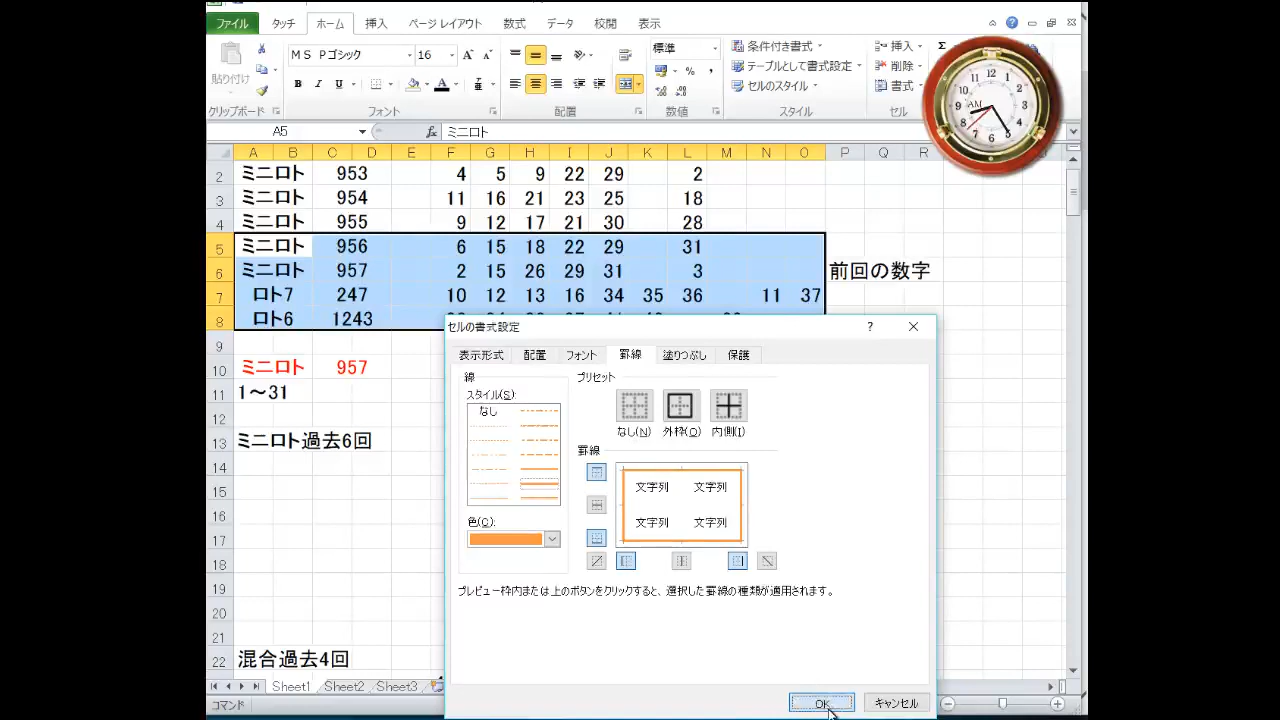 ファイル タッチ ホーム 挿入 ページ レイアウト 数式 データ 校閲 表示
貼り付け
ＭＳ Ｐゴシック 16
B I U A
標準
% ,
条件付き書式
テーブルとして書式設定
セルのスタイル
挿入 Σ
削除
書式
クリップボード フォント 配置 数値 スタイル セル
12 1 2 3 4 5 6 7 8 9 10 11
AM
A5 fx ミニロト
A B C D E F G H I J K L M N O P Q R
2 ミニロト 953 4 5 9 22 29 2
3 ミニロト 954 11 16 21 23 25 18
4 ミニロト 955 9 12 17 21 30 28
5 ミニロト 956 6 15 18 22 29 31
6 ミニロト 957 2 15 26 29 31 3 前回の数字
7 ロト7 247 10 12 13 16 34 35 36 11 37
8 ロト6 1243
9
10 ミニロト 957
11 1～31
12
13 ミニロト過去6回
14
15
16
17
18
19
20
21
22 混合過去4回
セルの書式設定 ?
表示形式 配置 フォント 罫線 塗りつぶし 保護
線
スタイル(S):
なし
色(C):
プリセット
なし(N) 外枠(O) 内側(I)
罫線
文字列 文字列
文字列 文字列
プレビュー枠内または上のボタンをクリックすると、選択した罫線の種類が適用されます。
OK キャンセル
Sheet1 Sheet2 Sheet3
コマンド